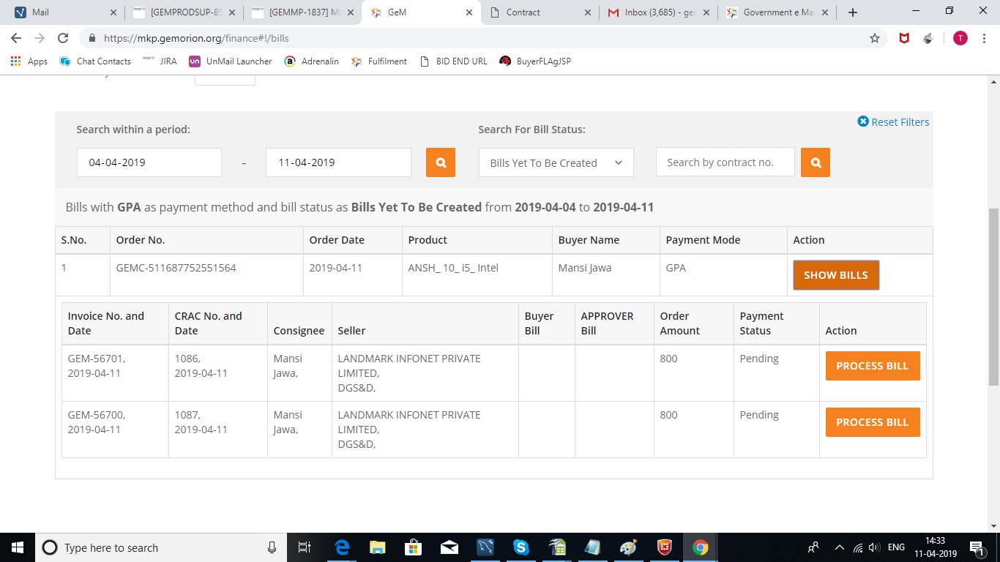 Mail
[GEMPRODSUP-85
[GEMMP-1837] Ma
GeM
Contract
Inbox (3,685) - ger
Government e Mar
https://mkp.gemorion.org/finance#!/bills
T
Apps
Chat Contacts
JIRA
un
UnMail Launcher
a
Adrenalin
Fulfilment
BID END URL
BuyerFLAgJSP
Reset Filters
Search within a period:
Search For Bill Status:
04-04-2019
-
11-04-2019
Bills Yet To Be Created
Search by contract no.
Bills with GPA as payment method and bill status as Bills Yet To Be Created from 2019-04-04 to 2019-04-11
S.No.
Order No.
Order Date
Product
Buyer Name
Payment Mode
Action
1
GEMC-511687752551564
2019-04-11
ANSH_ 10_ i5_ Intel
Mansi Jawa
GPA
SHOW BILLS
Invoice No. and
Date
CRAC No. and
Date
Consignee
Seller
Buyer
Bill
APPROVER
Bill
Order
Amount
Payment
Status
Action
GEM-56701,
2019-04-11
1086,
2019-04-11
Mansi
Jawa,
LANDMARK INFONET PRIVATE
LIMITED,
DGS&D,
800
Pending
PROCESS BILL
GEM-56700,
2019-04-11
1087,
2019-04-11
Mansi
Jawa,
LANDMARK INFONET PRIVATE
LIMITED,
DGS&D,
800
Pending
PROCESS BILL
Type here to search
ENG
14:33
11-04-2019
1